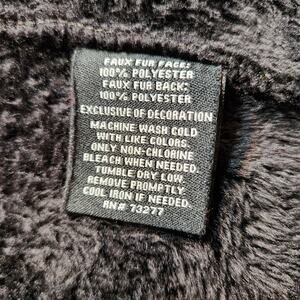 FAUX FUR FACE:
100% POLYESTER
FAUX FUR BACK:
100% POLYESTER
EXCLUSIVE OF DECORATION
MACHINE WASH COLD
WITH LIKE COLORS.
ONLY NON-CHLORINE
BLEACH WHEN NEEDED.
TUMBLE DRY LOW.
REMOVE PROMPTLY.
COOL IRON IF NEEDED.
RN# 73277